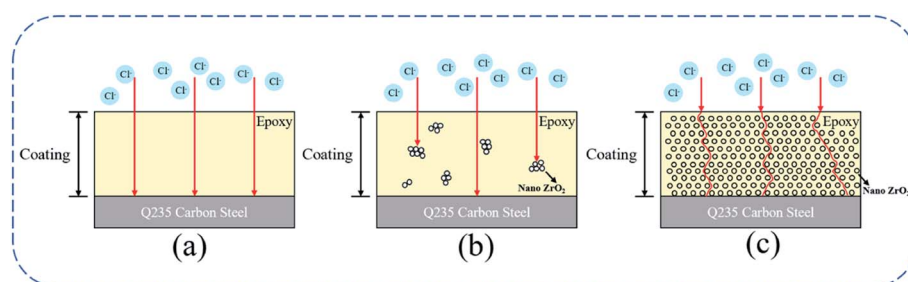 Cl⁻ Cl⁻ Cl⁻ Cl⁻ Cl⁻ Cl⁻ Cl⁻
Epoxy
Coating
Q235 Carbon Steel
(a)
Cl⁻ Cl⁻ Cl⁻ Cl⁻ Cl⁻ Cl⁻ Cl⁻
Epoxy
Coating
Nano ZrO₂
Q235 Carbon Steel
(b)
Cl⁻ Cl⁻ Cl⁻ Cl⁻ Cl⁻ Cl⁻ Cl⁻
Epoxy
Coating
Nano ZrO₂
Q235 Carbon Steel
(c)